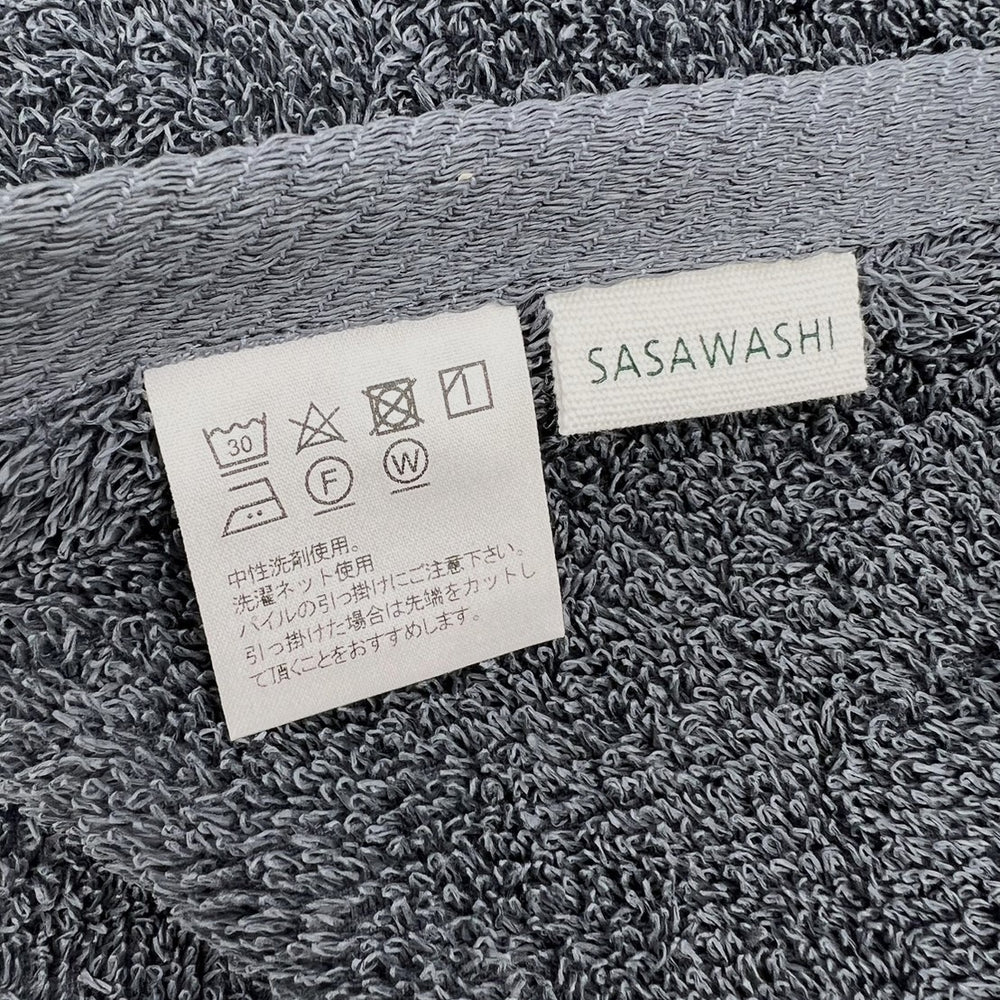 SASAWASHI
30
F
W
中性洗剤使用。
洗濯ネット使用
パイルの引っ掛けにご注意下さい。
引っ掛けた場合は先端をカットし
て頂くことをおすすめします。